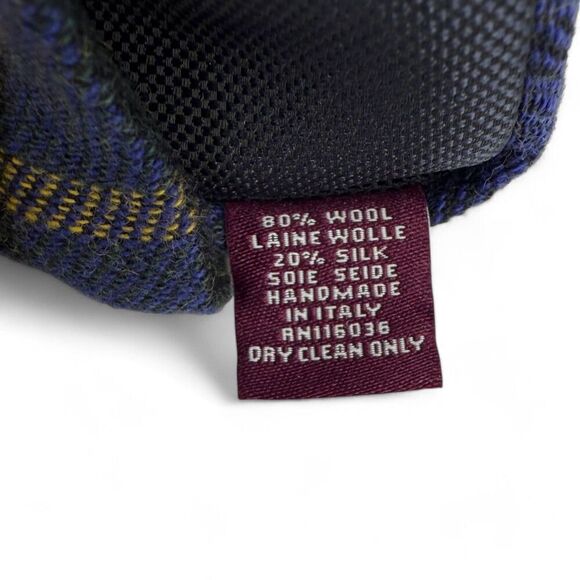 80% WOOL
LAINE WOLLE
20% SILK
SOIE SEIDE
HANDMADE
IN ITALY
RN116036
DRY CLEAN ONLY